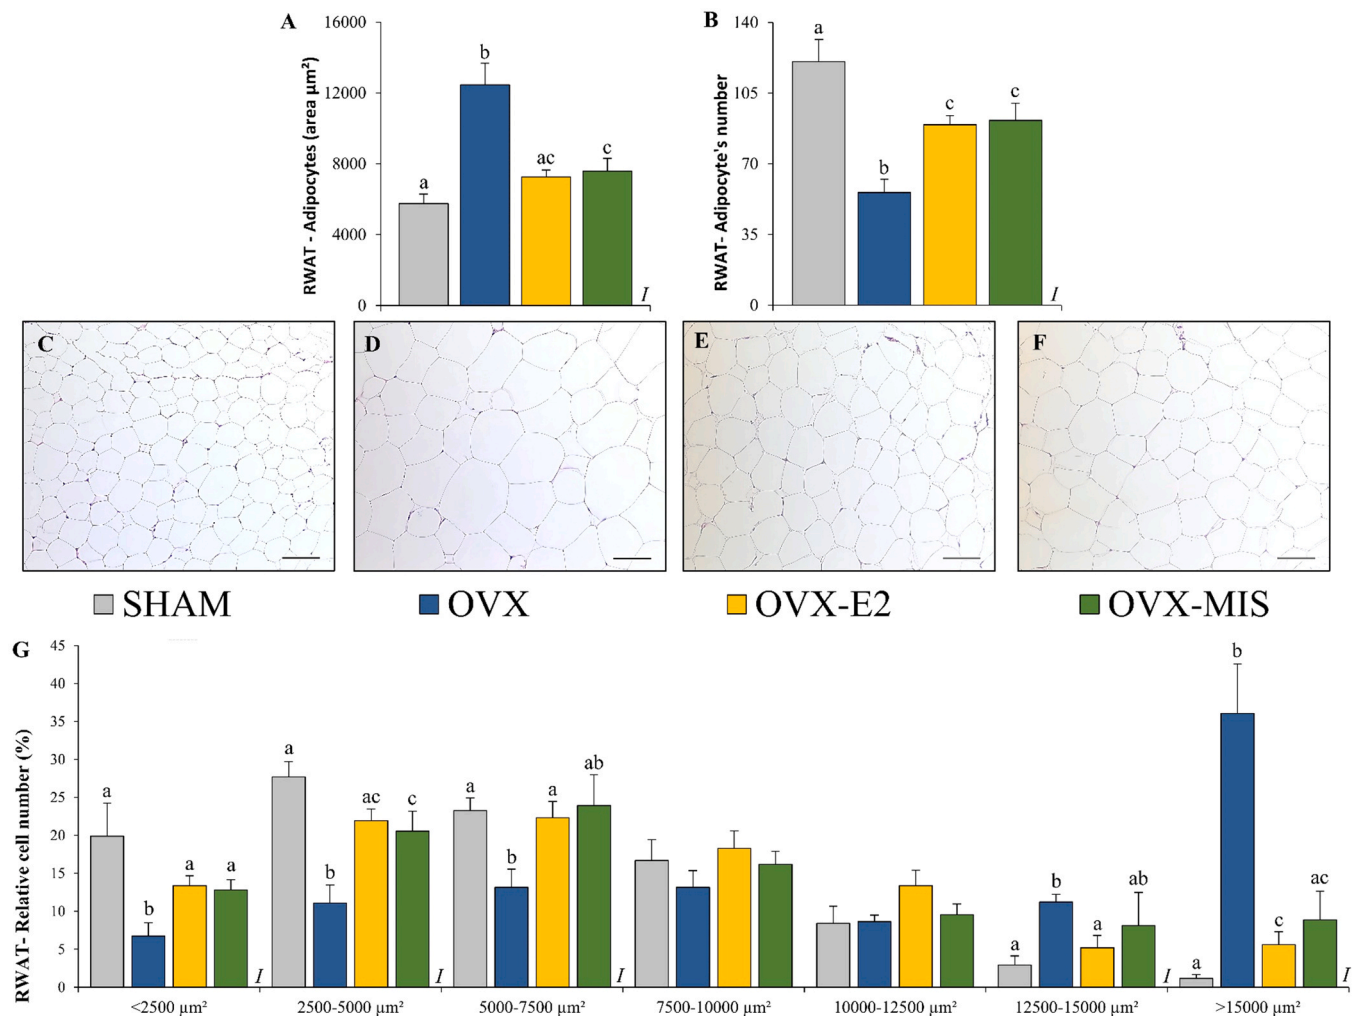 A
RWAT - Adipocytes (area µm²)
16000
12000
8000
4000
0
a
b
ac
c
I
B
RWAT- Adipocyte's number
140
105
70
35
0
a
b
c
c
I
C
D
E
F
SHAM
OVX
OVX-E2
OVX-MIS
G
RWAT- Relative cell number (%)
45
40
35
30
25
20
15
10
5
0
a
b
a
a
I
a
b
ac
c
I
a
b
a
ab
a
b
a
ab
I
a
b
c
ac
I
<2500 µm²
2500-5000 µm²
5000-7500 µm²
7500-10000 µm²
10000-12500 µm²
12500-15000 µm²
>15000 µm²